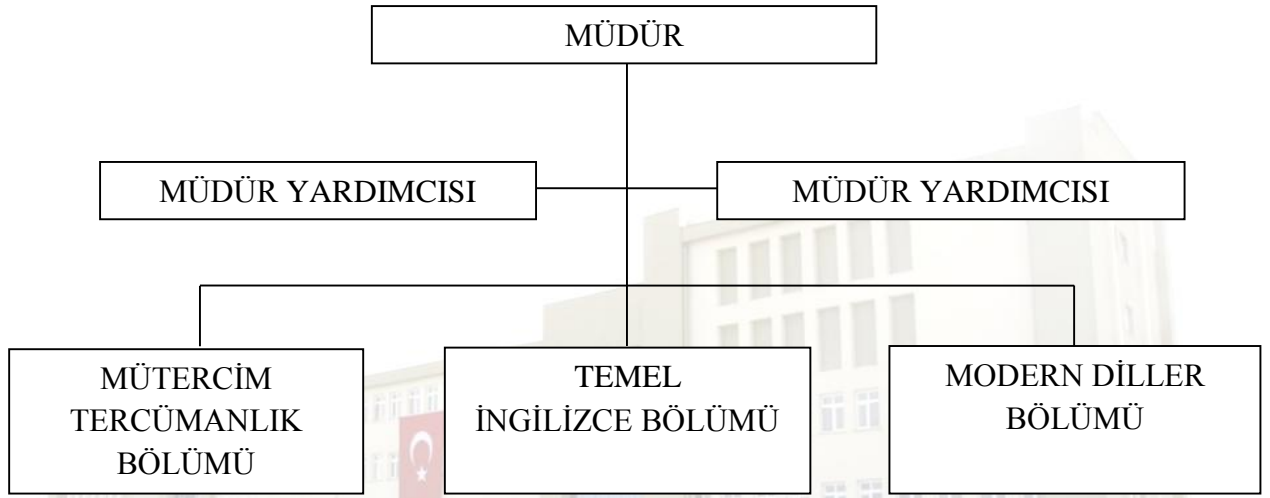 MÜDÜR
MÜDÜR YARDIMCISI
MÜDÜR YARDIMCISI
MÜTERCİM
TERCÜMANLIK
BÖLÜMÜ
TEMEL
İNGİLİZCE BÖLÜMÜ
MODERN DİLLER
BÖLÜMÜ